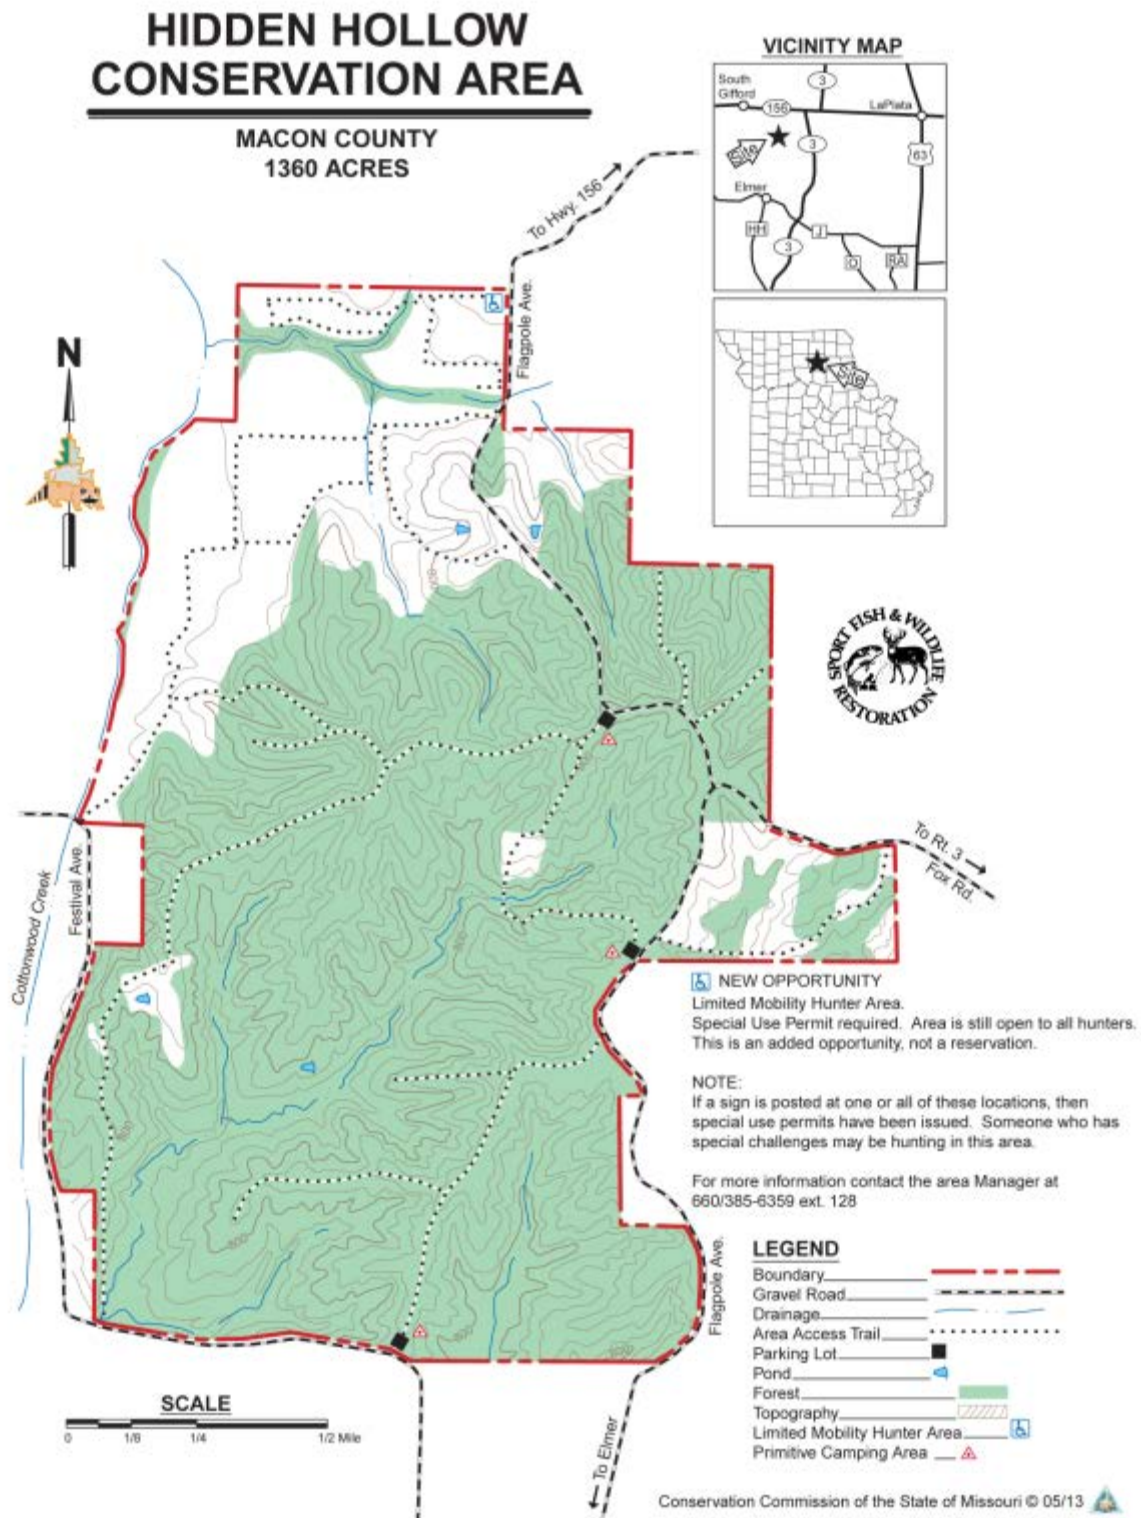 HIDDEN HOLLOW
CONSERVATION AREA
MACON COUNTY
1360 ACRES
VICINITY MAP
South
Gifford
3
156
LaPlata
Site
3
63
Elmer
HH
J
3
O
RA
Site
To Hwy. 156
Flagpole Ave.
N
SPORT FISH & WILDLIFE
RESTORATION
800
To Rt. 3
Fox Rd.
Festival Ave.
Cottonwood Creek
NEW OPPORTUNITY
Limited Mobility Hunter Area.
Special Use Permit required. Area is still open to all hunters.
This is an added opportunity, not a reservation.
NOTE:
If a sign is posted at one or all of these locations, then
special use permits have been issued. Someone who has
special challenges may be hunting in this area.
For more information contact the area Manager at
660/385-6359 ext. 128
800
800
800
Flagpole Ave.
LEGEND
Boundary
Gravel Road
Drainage
Area Access Trail
Parking Lot
Pond
Forest
Topography
Limited Mobility Hunter Area
Primitive Camping Area
SCALE
0 1/8 1/4 1/2 Mile
To Elmer
Conservation Commission of the State of Missouri © 05/13